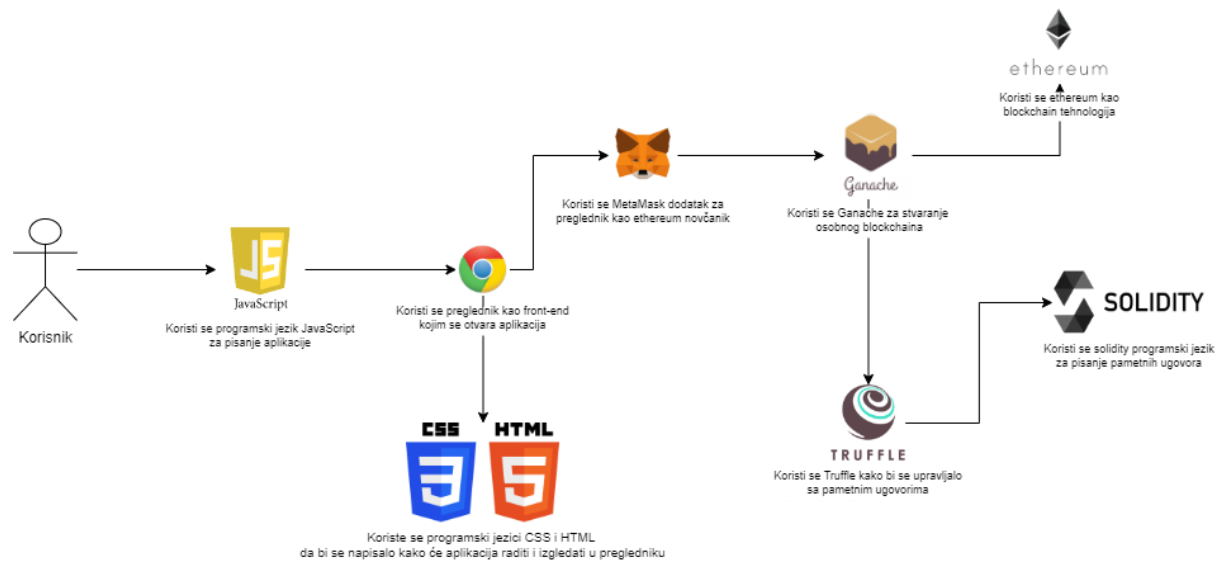 ethereum
Koristi se ethereum kao
blockchain tehnologija
Ganache
Koristi se MetaMask dodatak za
preglednik kao ethereum novčanik
Koristi se Ganache za stvaranje
osobnog blockchaina
Korisnik
JS
JavaScript
Koristi se programski jezik JavaScript
za pisanje aplikacije
Koristi se preglednik kao front-end
kojim se otvara aplikacija
SOLIDITY
Koristi se solidity programski jezik
za pisanje pametnih ugovora
TRUFFLE
Koristi se Truffle kako bi se upravljalo
sa pametnim ugovorima
CSS
3
HTML
5
Koriste se programski jezici CSS i HTML
da bi se napisalo kako će aplikacija raditi i izgledati u pregledniku